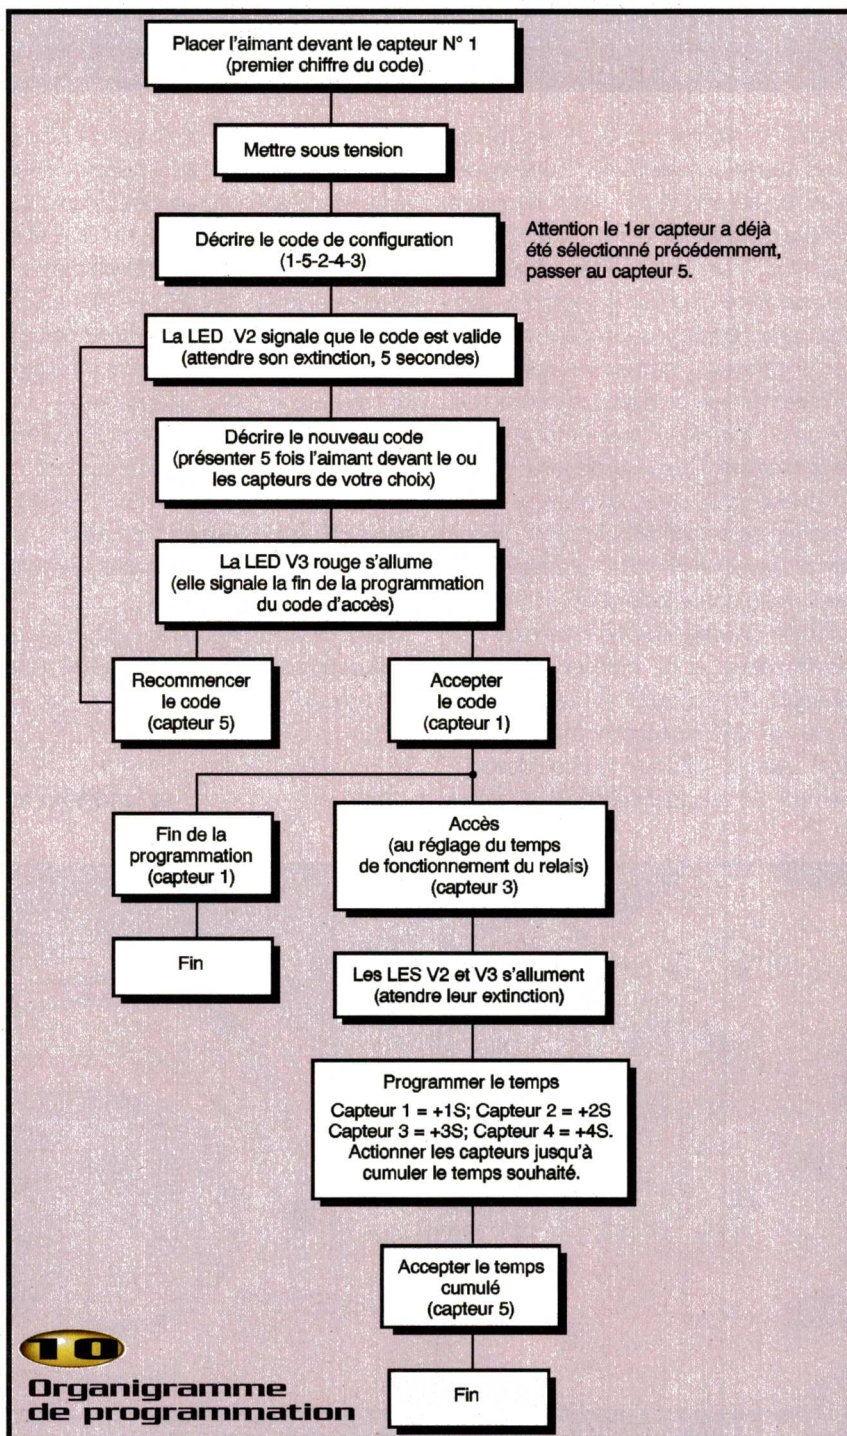 Placer l'aimant devant le capteur N° 1
(premier chiffre du code)
Mettre sous tension
Décrire le code de configuration
(1-5-2-4-3)
Attention le 1er capteur a déjà
été sélectionné précédemment,
passer au capteur 5.
La LED V2 signale que le code est valide
(attendre son extinction, 5 secondes)
Décrire le nouveau code
(présenter 5 fois l'aimant devant le ou
les capteurs de votre choix)
La LED V3 rouge s'allume
(elle signale la fin de la programmation
du code d'accès)
Recommencer
le code
(capteur 5)
Accepter
le code
(capteur 1)
Fin de la
programmation
(capteur 1)
Accès
(au réglage du temps
de fonctionnement du relais)
(capteur 3)
Fin
Les LES V2 et V3 s'allument
(atendre leur extinction)
Programmer le temps
Capteur 1 = +1S; Capteur 2 = +2S
Capteur 3 = +3S; Capteur 4 = +4S.
Actionner les capteurs jusqu'à
cumuler le temps souhaité.
Accepter le temps
cumulé
(capteur 5)
Fin
10
Organigramme
de programmation